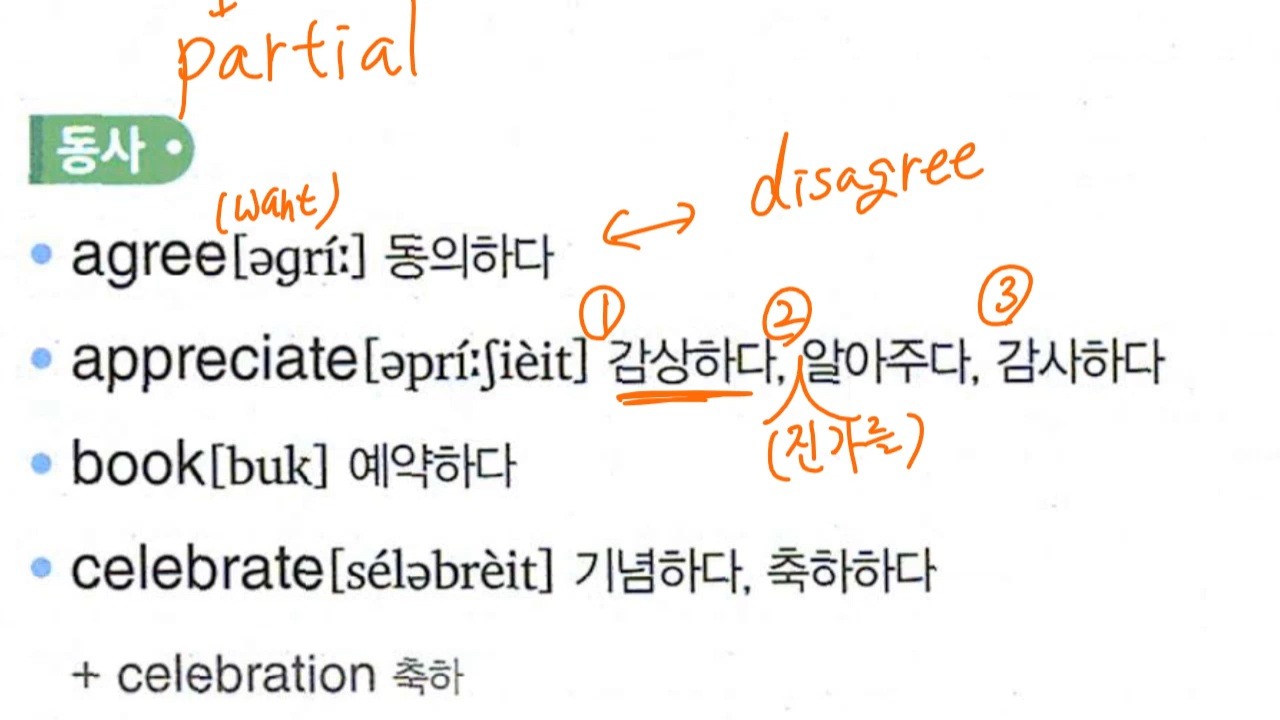 partial
동사
(want)
disagree
agree[əgríː] 동의하다
① ② ③
appreciate[əpríːʃièit] 감상하다, 알아주다, 감사하다
(진가를)
book[buk] 예약하다
celebrate[séləbrèit] 기념하다, 축하하다
+ celebration 축하